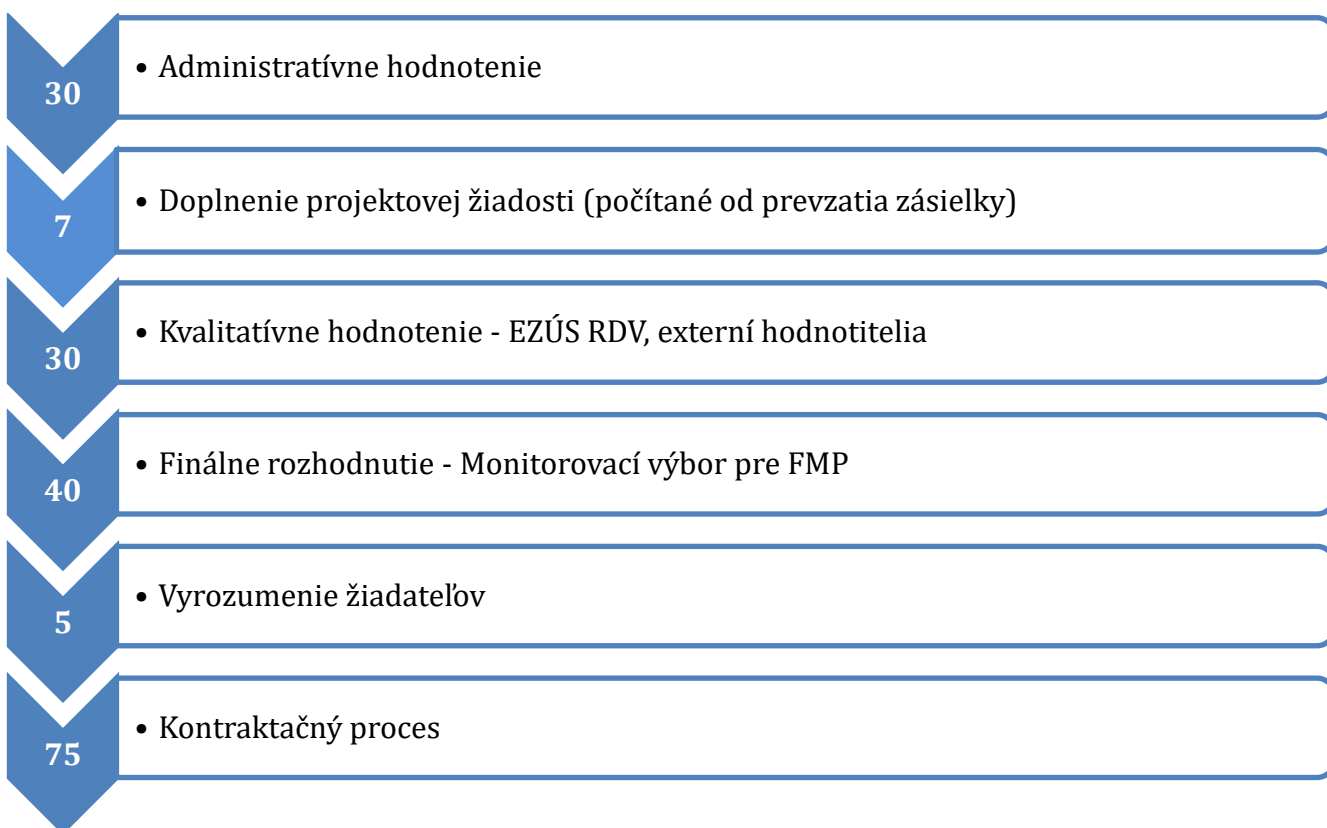 30
• Administratívne hodnotenie
7
• Doplnenie projektovej žiadosti (počítané od prevzatia zásielky)
30
• Kvalitatívne hodnotenie - EZÚS RDV, externí hodnotitelia
40
• Finálne rozhodnutie - Monitorovací výbor pre FMP
5
• Vyrozumenie žiadateľov
75
• Kontraktačný proces